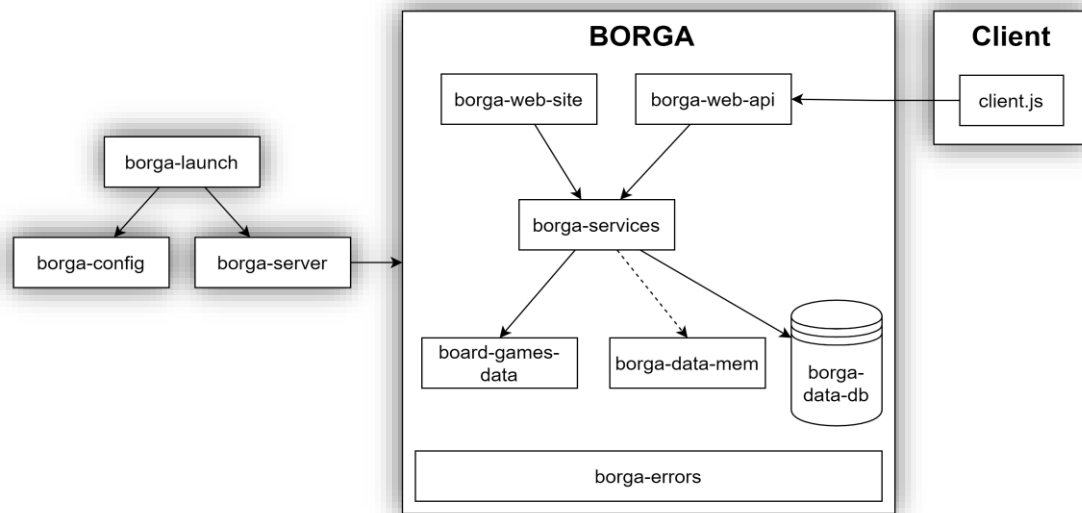 BORGA
Client
borga-web-site
borga-web-api
client.js
borga-launch
borga-services
borga-config
borga-server
board-games-
data
borga-data-mem
borga-
data-db
borga-errors